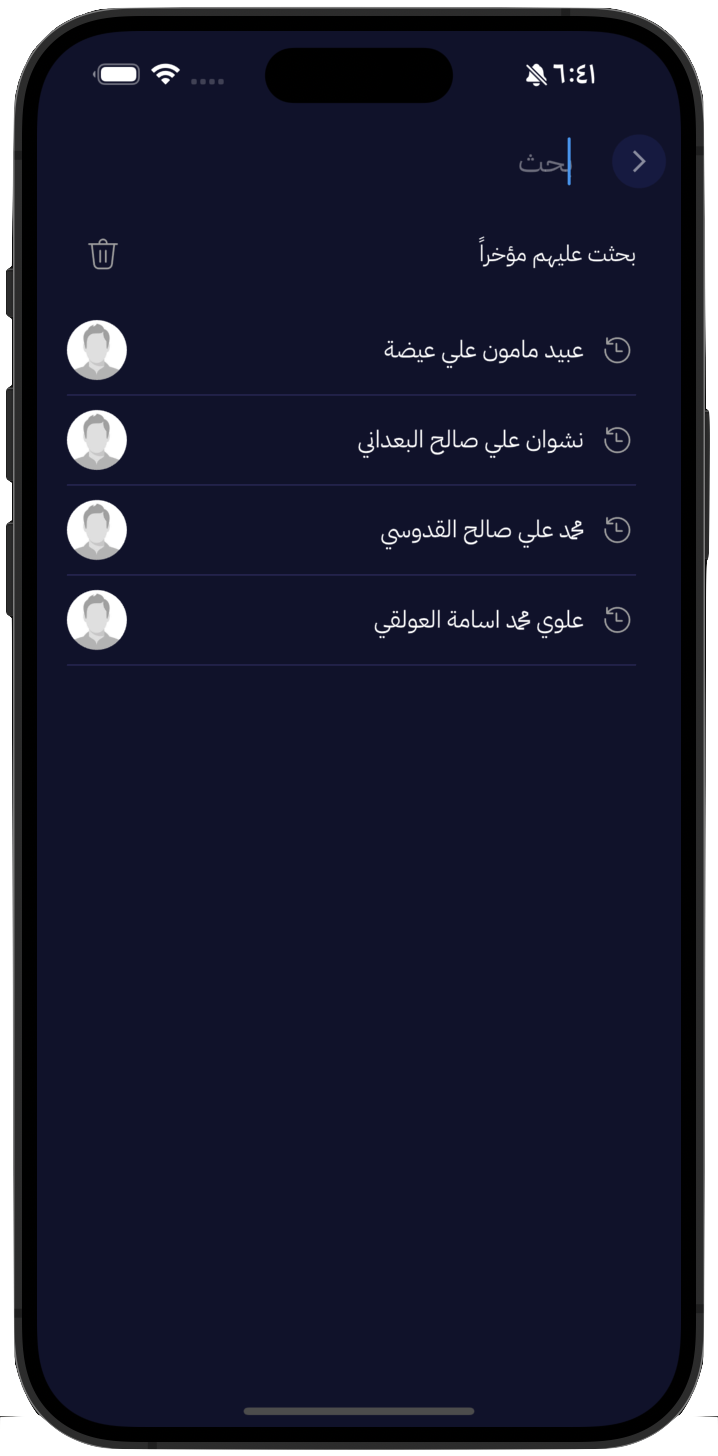 ٦:٤١
بحث
بحثت عليهم مؤخراً
عبيد مامون علي عيضة
نشوان علي صالح البعداني
محمد علي صالح القدوسي
علوي محمد اسامة العولقي